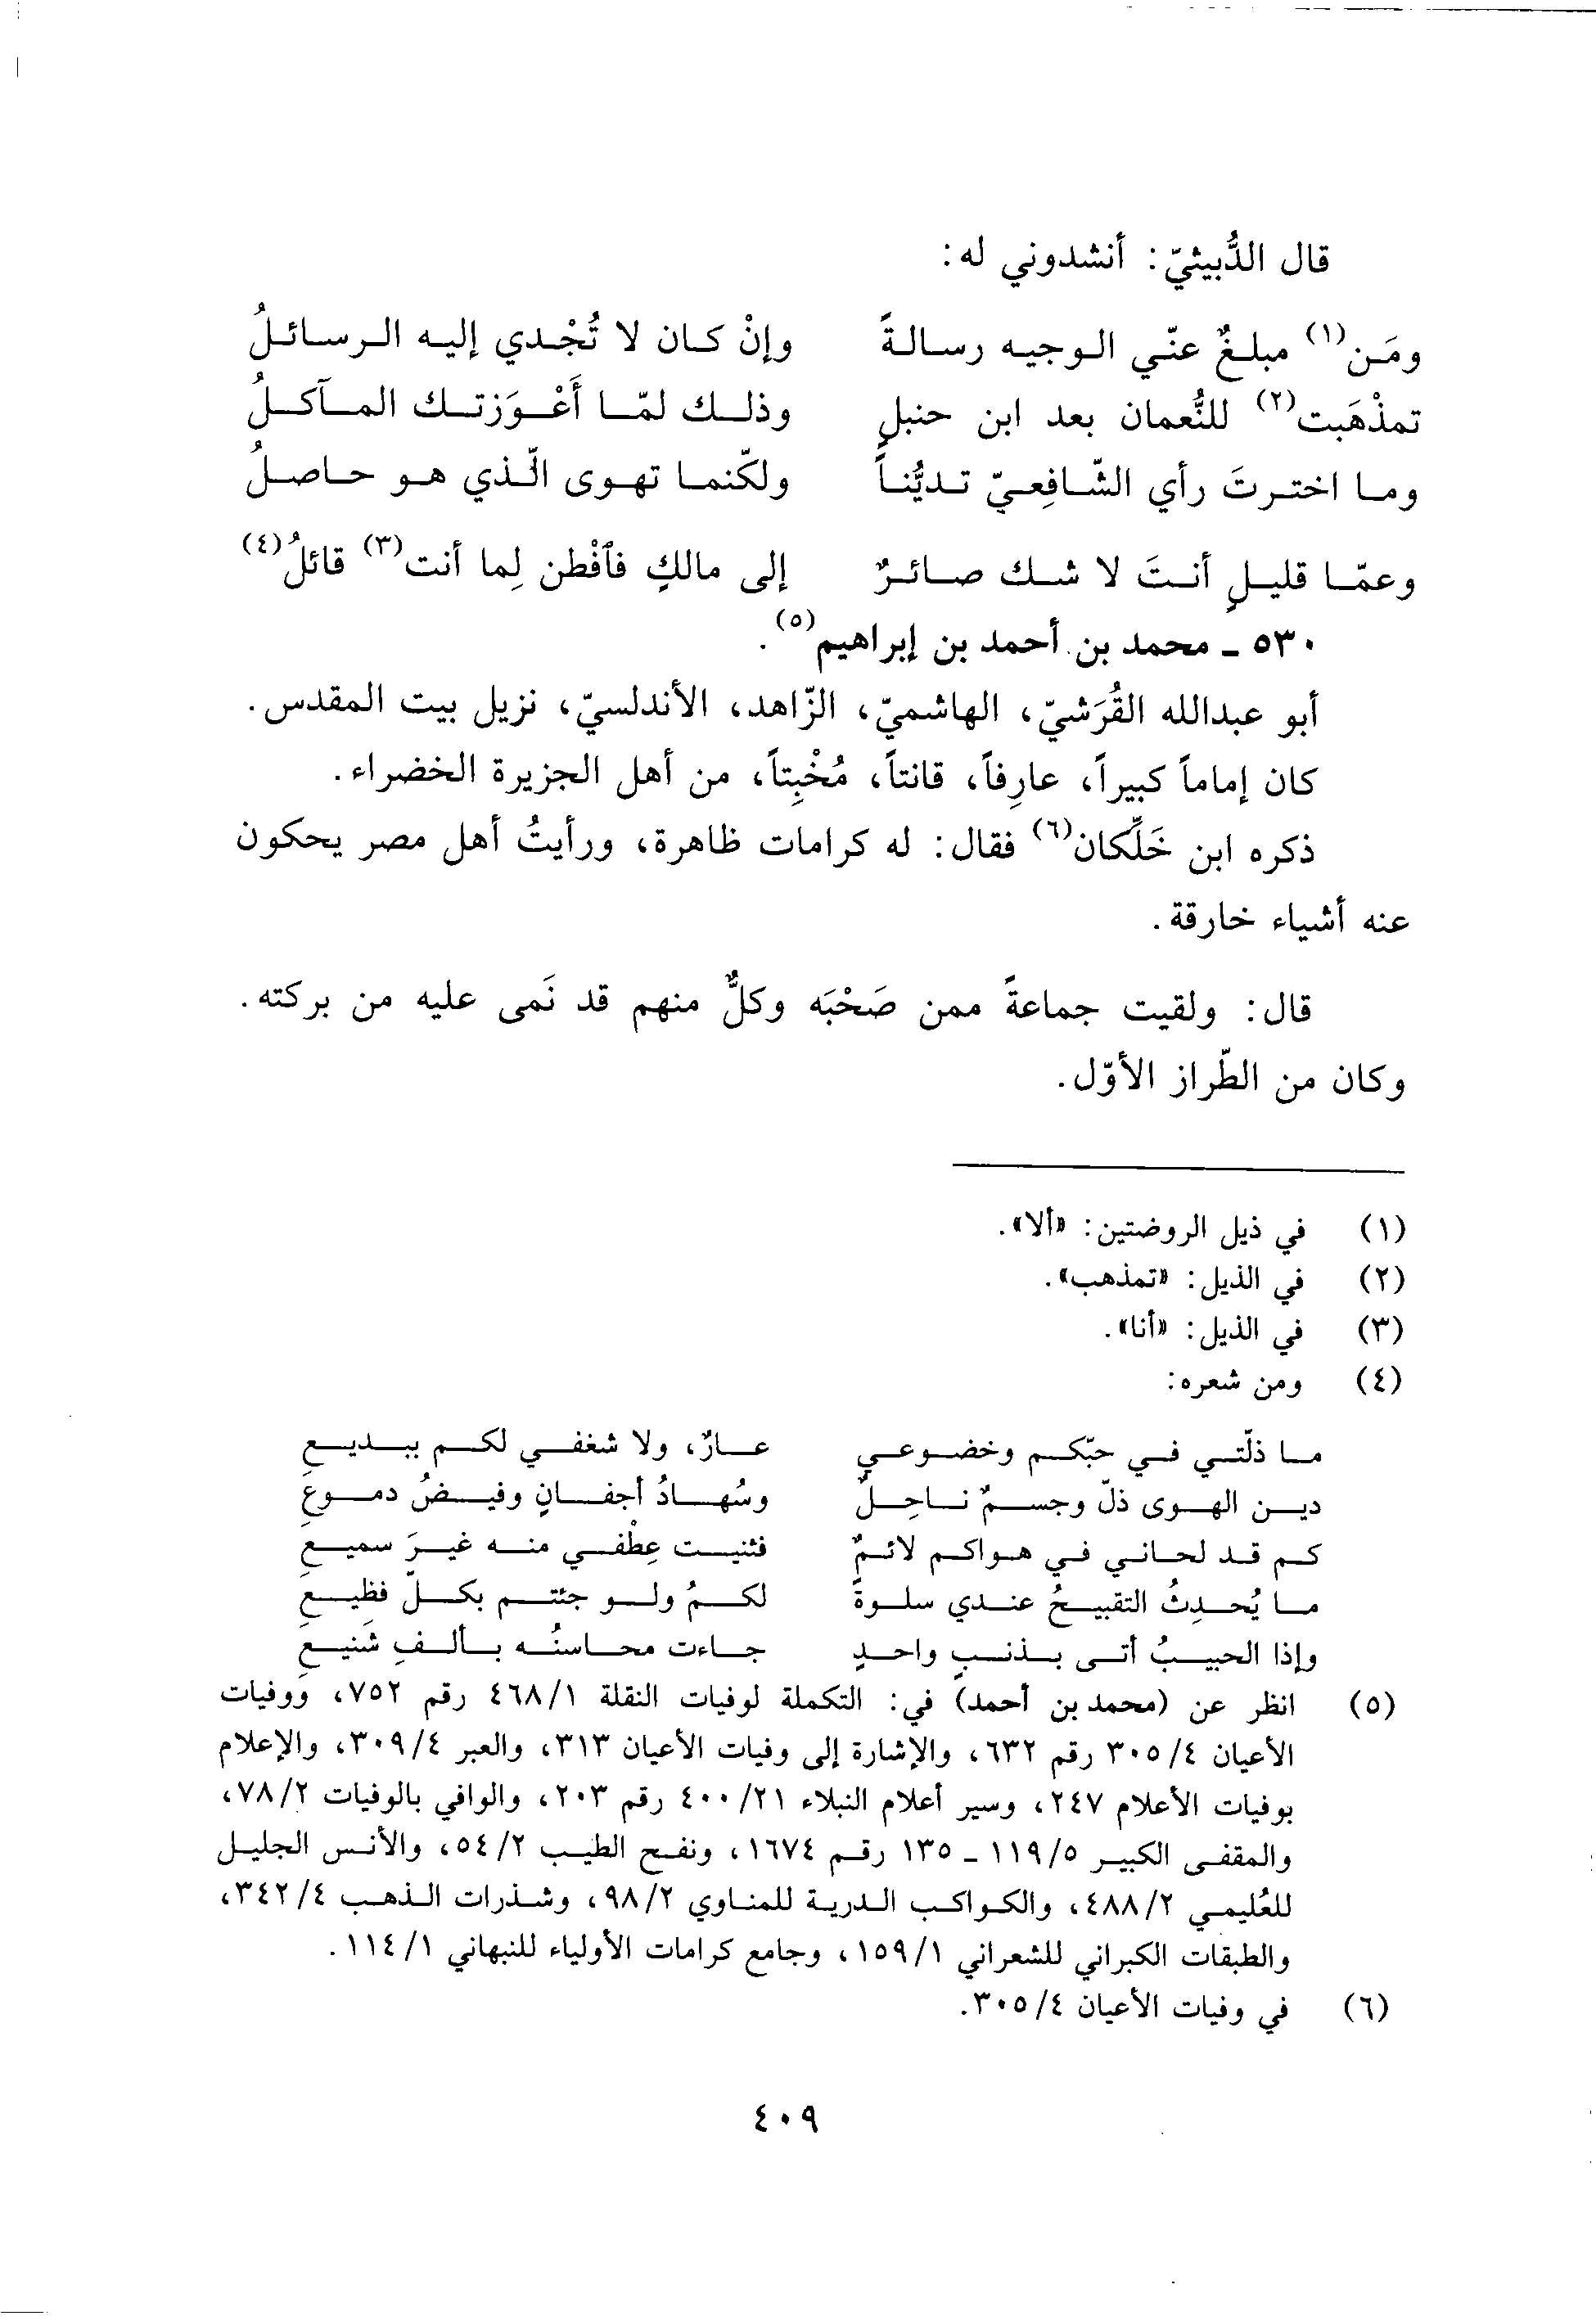 قال الدُّبيثيّ: أنشدوني له:
ومَن(١) مبلغٌ عنّي الوجيه رسالةً وإنْ كان لا تُجْدي إليه الرسائلُ
تمذْهَبت(٢) للنُّعمان بعد ابن حنبلٍ وذلك لمّا أَعْوَزتك المآكلُ
وما اخترتَ رأي الشّافِعيّ تديُّناً ولكنّما تهوى الّذي هو حاصلُ
وعمّا قليلٍ أنتَ لا شك صائرٌ إلى مالكٍ فٱفْطن لِما أنت(٣) قائلُ(٤)
٥٣٠ - محمد بن أحمد بن إبراهيم(٥).
أبو عبدالله القُرَشيّ، الهاشميّ، الزّاهد، الأندلسيّ، نزيل بيت المقدس.
كان إماماً كبيراً، عارِفاً، قانتاً، مُخْبِتاً، من أهل الجزيرة الخضراء.
ذكره ابن خَلِّكان(٦) فقال: له كرامات ظاهرة، ورأيتُ أهل مصر يحكون
عنه أشياء خارقة.
قال: ولقيت جماعةً ممن صَحْبَه وكلٌّ منهم قد نَمى عليه من بركته.
وكان من الطّراز الأوّل.
(١) في ذيل الروضتين: «ألا».
(٢) في الذيل: «تمذهب».
(٣) في الذيل: «أنا».
(٤) ومن شعره:
ما ذلّتي في حبّكم وخضوعي عارٌ، ولا شغفي لكم ببديعِ
دين الهوى ذلّ وجسمٌ ناحِلٌ وسُهادُ أجفانٍ وفيضُ دموعِ
كم قد لحاني في هواكم لائمٌ فثنيت عِطْفي منه غيرَ سميعِ
ما يُحدِثُ التقبيحُ عندي سلوةً لكمُ ولو جئتم بكلّ فظيعِ
وإذا الحبيبُ أتى بذنبٍ واحدٍ جاءت محاسنُه بألفِ شَنيعِ
(٥) انظر عن (محمد بن أحمد) في: التكملة لوفيات النقلة ٤٦٨/١ رقم ٧٥٢، ووفيات
الأعيان ٣٠٥/٤ رقم ٦٣٢، والإشارة إلى وفيات الأعيان ٣١٣، والعبر ٣٠٩/٤، والإعلام
بوفيات الأعلام ٢٤٧، وسير أعلام النبلاء ٤٠٠/٢١ رقم ٢٠٣، والوافي بالوفيات ٧٨/٢،
والمقفى الكبير ١١٩/٥ - ١٣٥ رقم ١٦٧٤، ونفح الطيب ٥٤/٢، والأنس الجليل
للعُليمي ٤٨٨/٢، والكواكب الدرية للمناوي ٩٨/٢، وشذرات الذهب ٣٤٢/٤،
والطبقات الكبراني للشعراني ١٥٩/١، وجامع كرامات الأولياء للنبهاني ١١٤/١.
(٦) في وفيات الأعيان ٣٠٥/٤.
٤٠٩